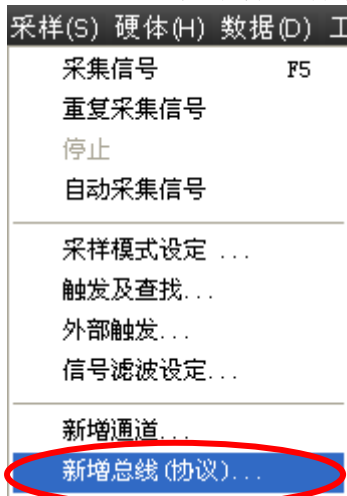 采样(S) 硬体(H) 数据(D)
采集信号 F5
重复采集信号
停止
自动采集信号
采样模式设定 ...
触发及查找...
外部触发...
信号滤波设定...
新增通道...
新增总线(协议)...